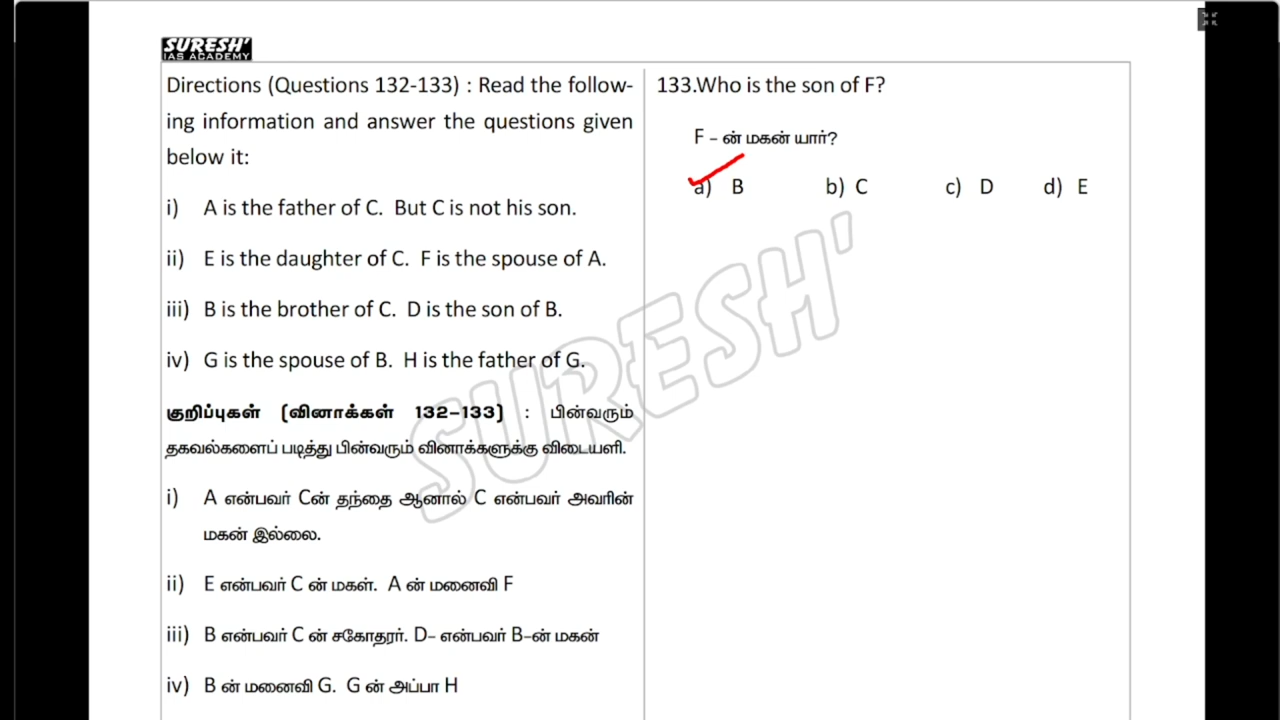 SURESH'
IAS ACADEMY
Directions (Questions 132-133) : Read the follow-
ing information and answer the questions given
below it:
i) A is the father of C. But C is not his son.
ii) E is the daughter of C. F is the spouse of A.
iii) B is the brother of C. D is the son of B.
iv) G is the spouse of B. H is the father of G.
குறிப்புகள் (வினாக்கள் 132–133) : பின்வரும்
தகவல்களைப் படித்து பின்வரும் வினாக்களுக்கு விடையளி.
i) A என்பவர் Cன் தந்தை ஆனால் C என்பவர் அவரின்
மகன் இல்லை.
ii) E என்பவர் C ன் மகள். A ன் மனைவி F
iii) B என்பவர் C ன் சகோதரர். D– என்பவர் B–ன் மகன்
iv) B ன் மனைவி G. G ன் அப்பா H
133.Who is the son of F?
F – ன் மகன் யார்?
a) B b) C c) D d) E
SURESH'